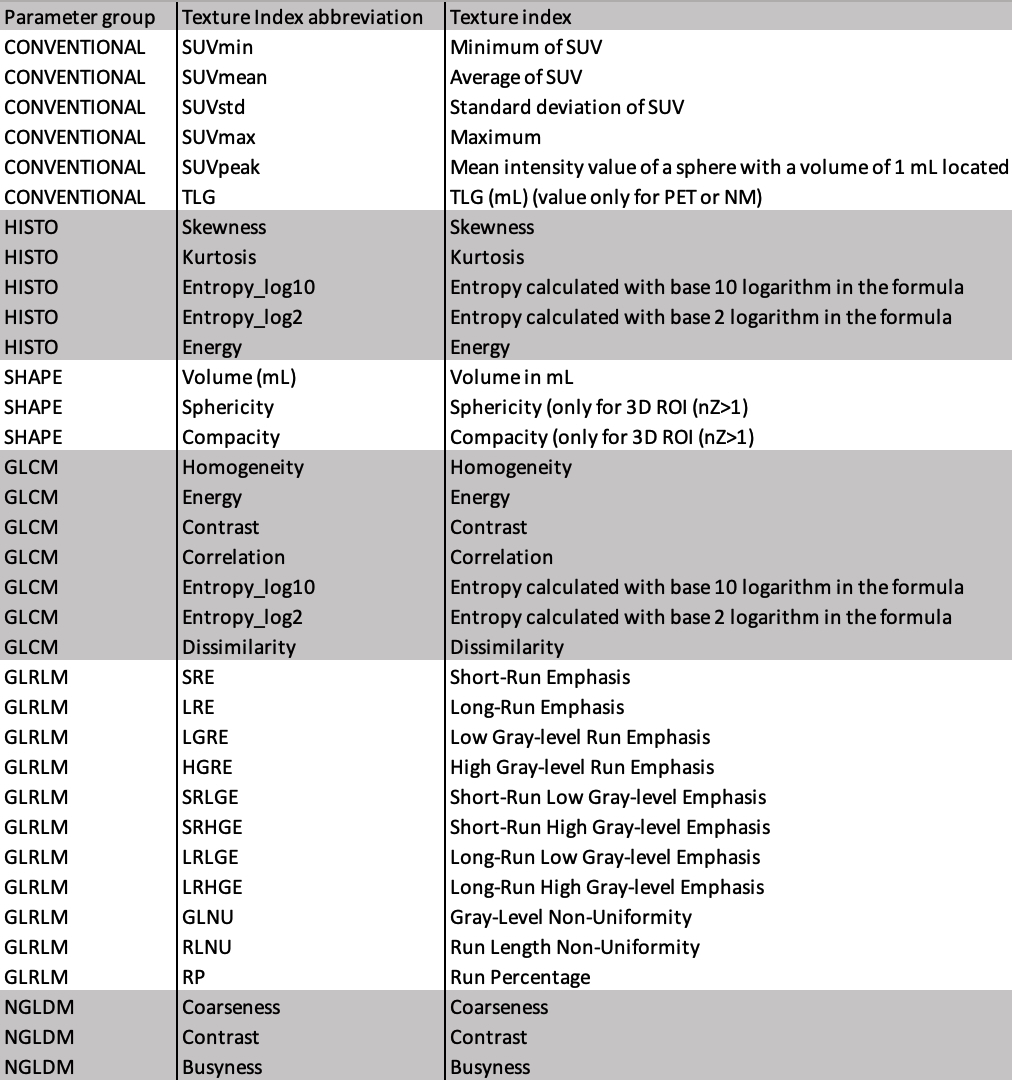 Parameter group Texture Index abbreviation Texture index
CONVENTIONAL SUVmin Minimum of SUV
CONVENTIONAL SUVmean Average of SUV
CONVENTIONAL SUVstd Standard deviation of SUV
CONVENTIONAL SUVmax Maximum
CONVENTIONAL SUVpeak Mean intensity value of a sphere with a volume of 1 mL located
CONVENTIONAL TLG TLG (mL) (value only for PET or NM)
HISTO Skewness Skewness
HISTO Kurtosis Kurtosis
HISTO Entropy_log10 Entropy calculated with base 10 logarithm in the formula
HISTO Entropy_log2 Entropy calculated with base 2 logarithm in the formula
HISTO Energy Energy
SHAPE Volume (mL) Volume in mL
SHAPE Sphericity Sphericity (only for 3D ROI (nZ>1)
SHAPE Compacity Compacity (only for 3D ROI (nZ>1)
GLCM Homogeneity Homogeneity
GLCM Energy Energy
GLCM Contrast Contrast
GLCM Correlation Correlation
GLCM Entropy_log10 Entropy calculated with base 10 logarithm in the formula
GLCM Entropy_log2 Entropy calculated with base 2 logarithm in the formula
GLCM Dissimilarity Dissimilarity
GLRLM SRE Short-Run Emphasis
GLRLM LRE Long-Run Emphasis
GLRLM LGRE Low Gray-level Run Emphasis
GLRLM HGRE High Gray-level Run Emphasis
GLRLM SRLGE Short-Run Low Gray-level Emphasis
GLRLM SRHGE Short-Run High Gray-level Emphasis
GLRLM LRLGE Long-Run Low Gray-level Emphasis
GLRLM LRHGE Long-Run High Gray-level Emphasis
GLRLM GLNU Gray-Level Non-Uniformity
GLRLM RLNU Run Length Non-Uniformity
GLRLM RP Run Percentage
NGLDM Coarseness Coarseness
NGLDM Contrast Contrast
NGLDM Busyness Busyness